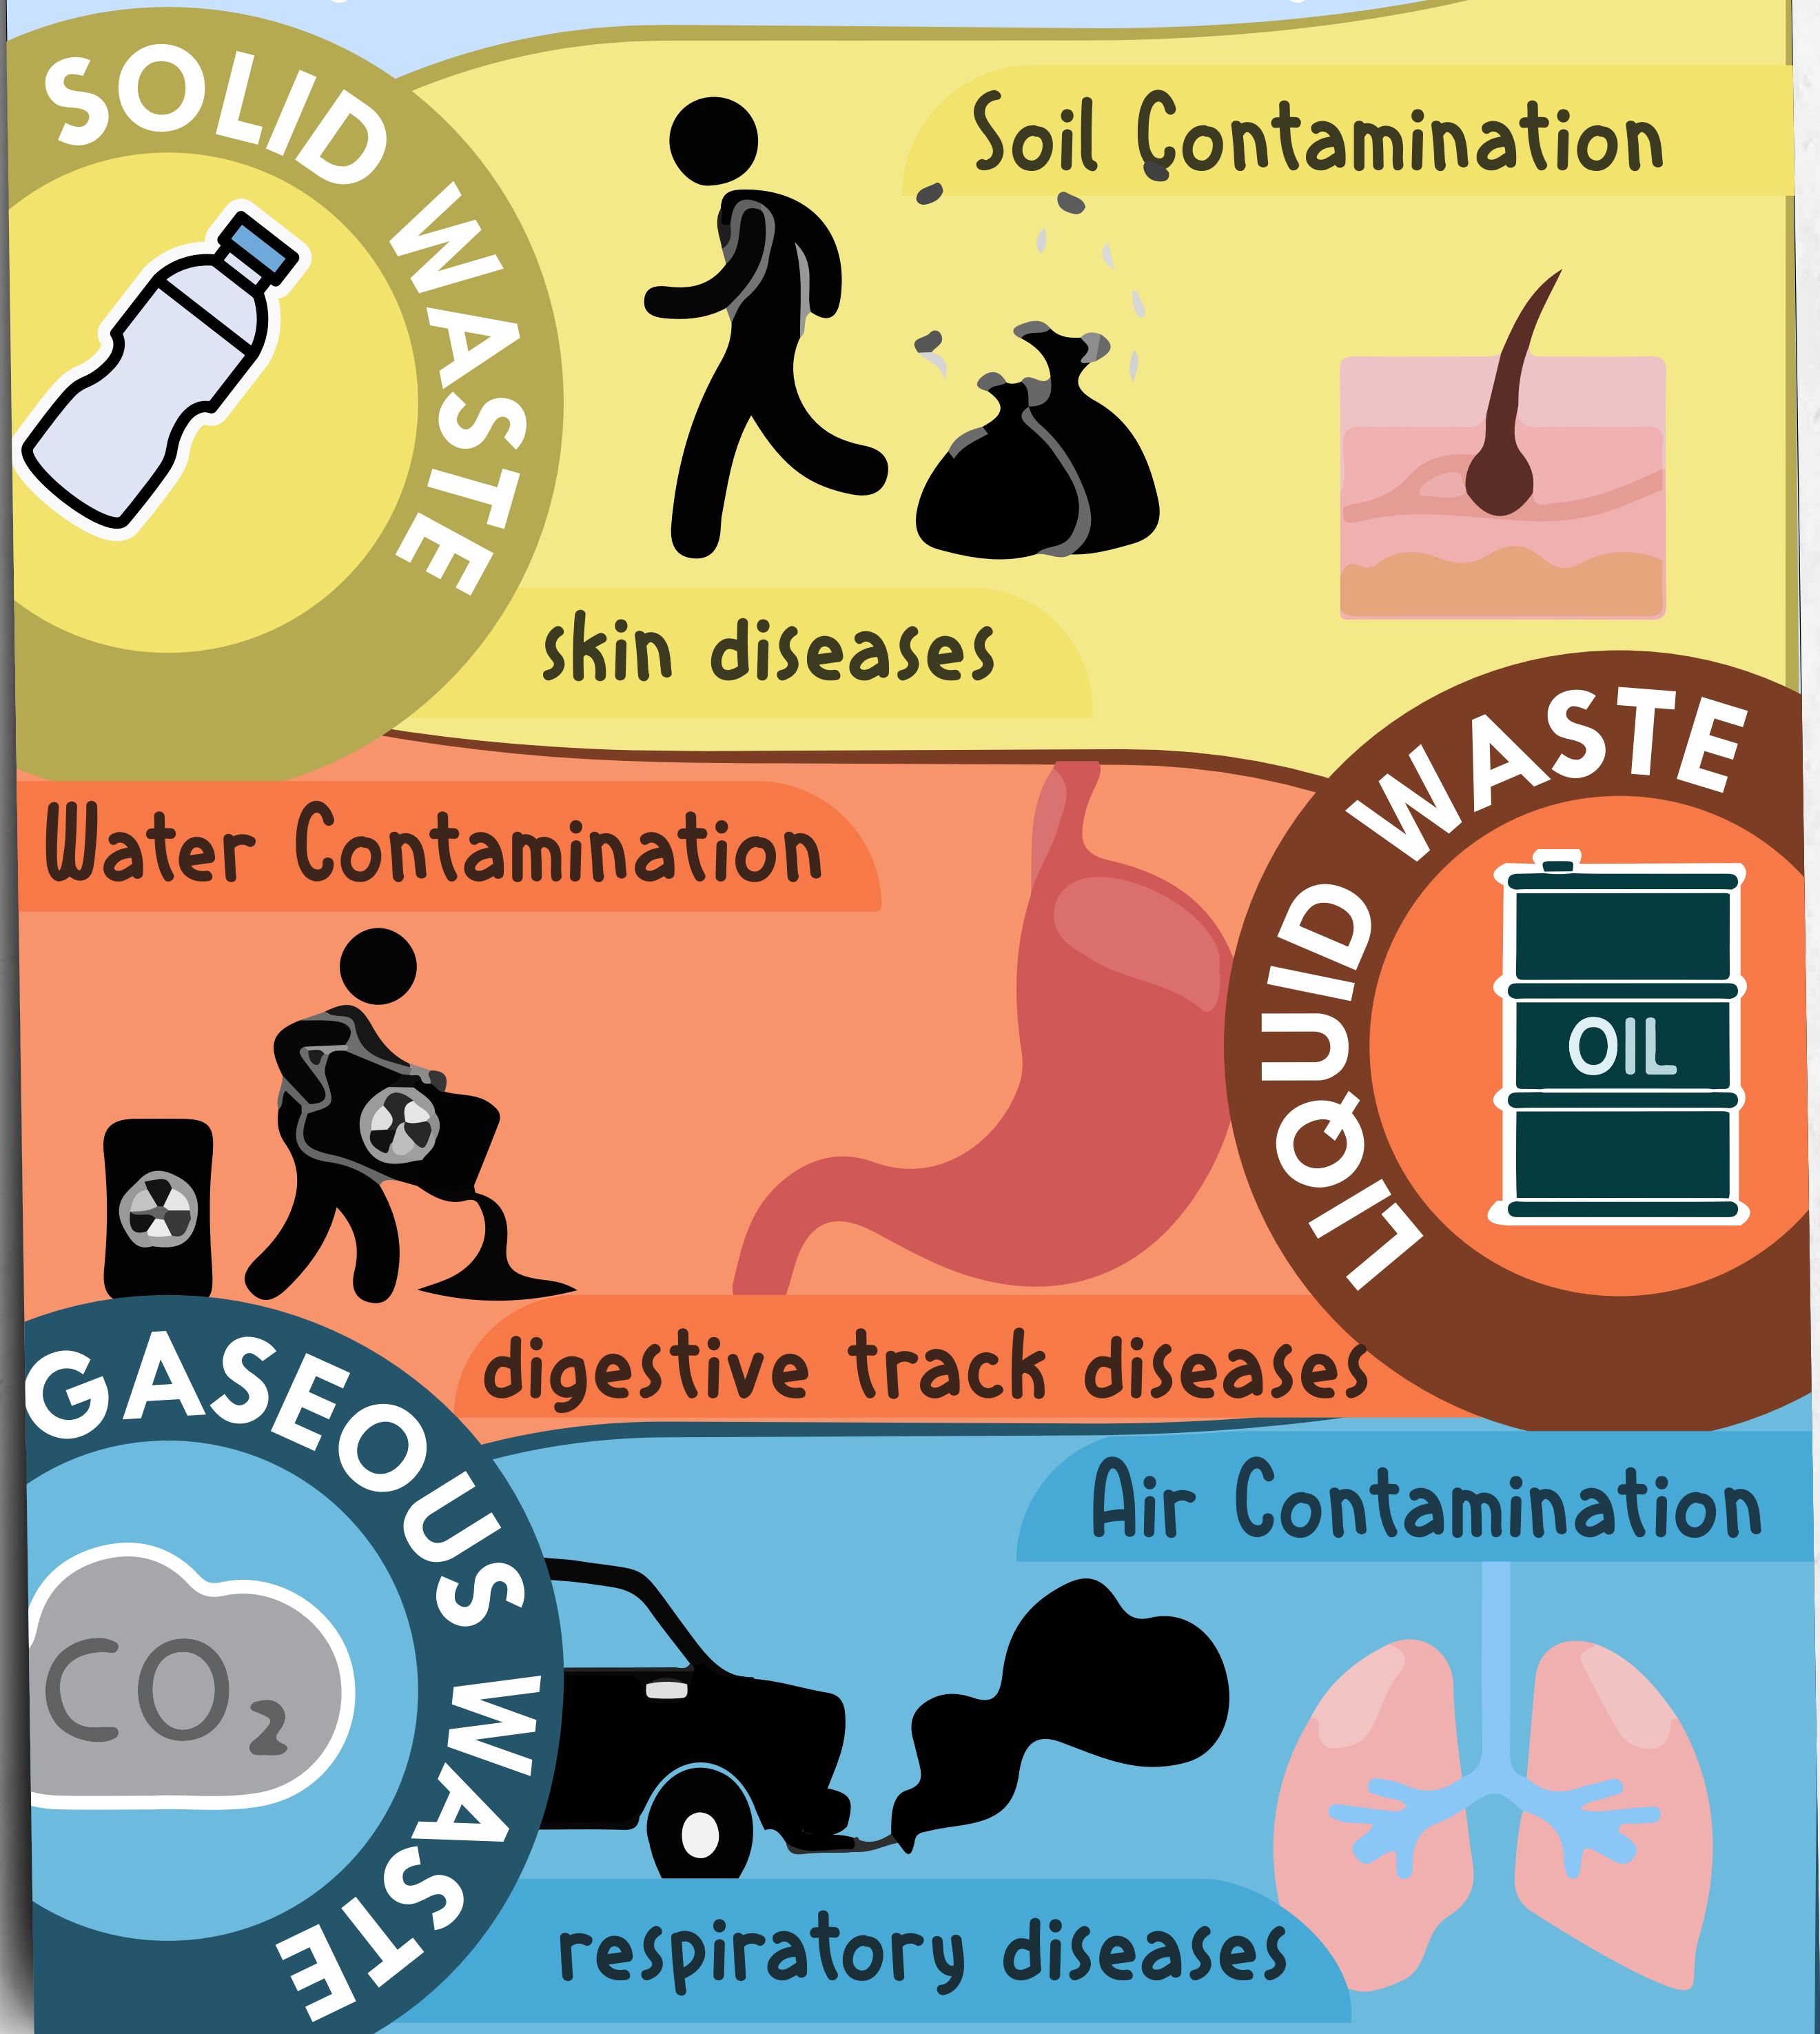 SOLID WASTE
Soil Contamination
skin diseases
Water Contamination
LIQUID WASTE
OIL
digestive track diseases
GASEOUS WASTE
Air Contamination
CO₂
respiratory diseases